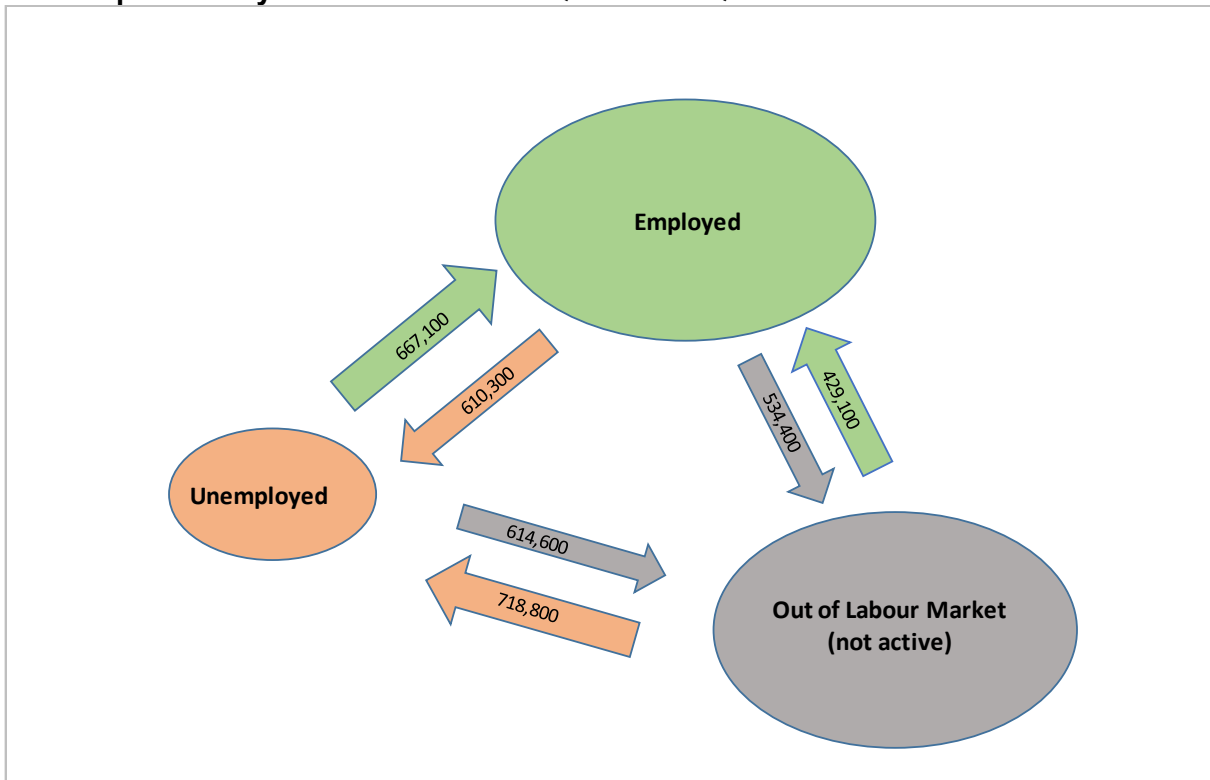 Employed
667,100
610,300
534,400
429,100
Unemployed
614,600
718,800
Out of Labour Market
(not active)